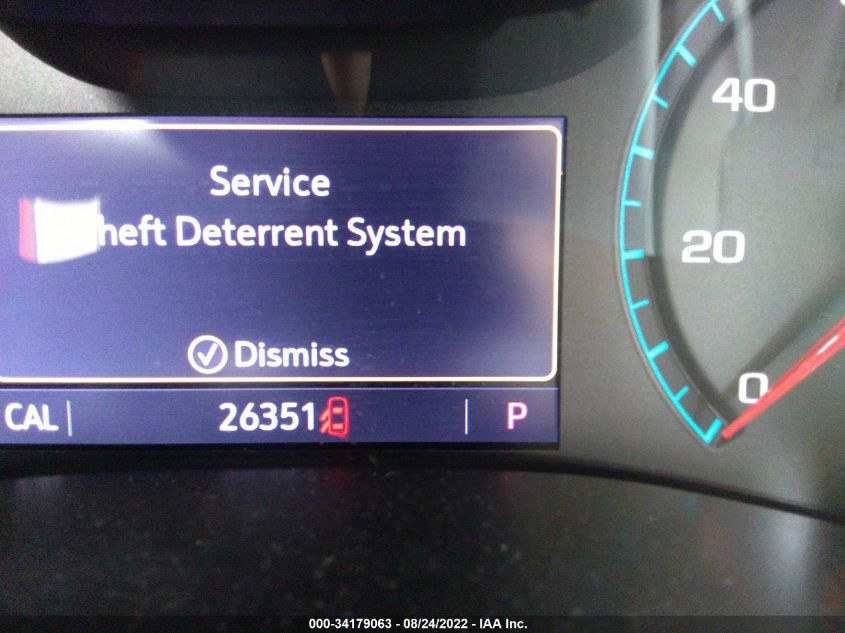 Service
heft Deterrent System
Dismiss
CAL 26351 P
40
20
0
000-34179063 - 08/24/2022 - IAA Inc.